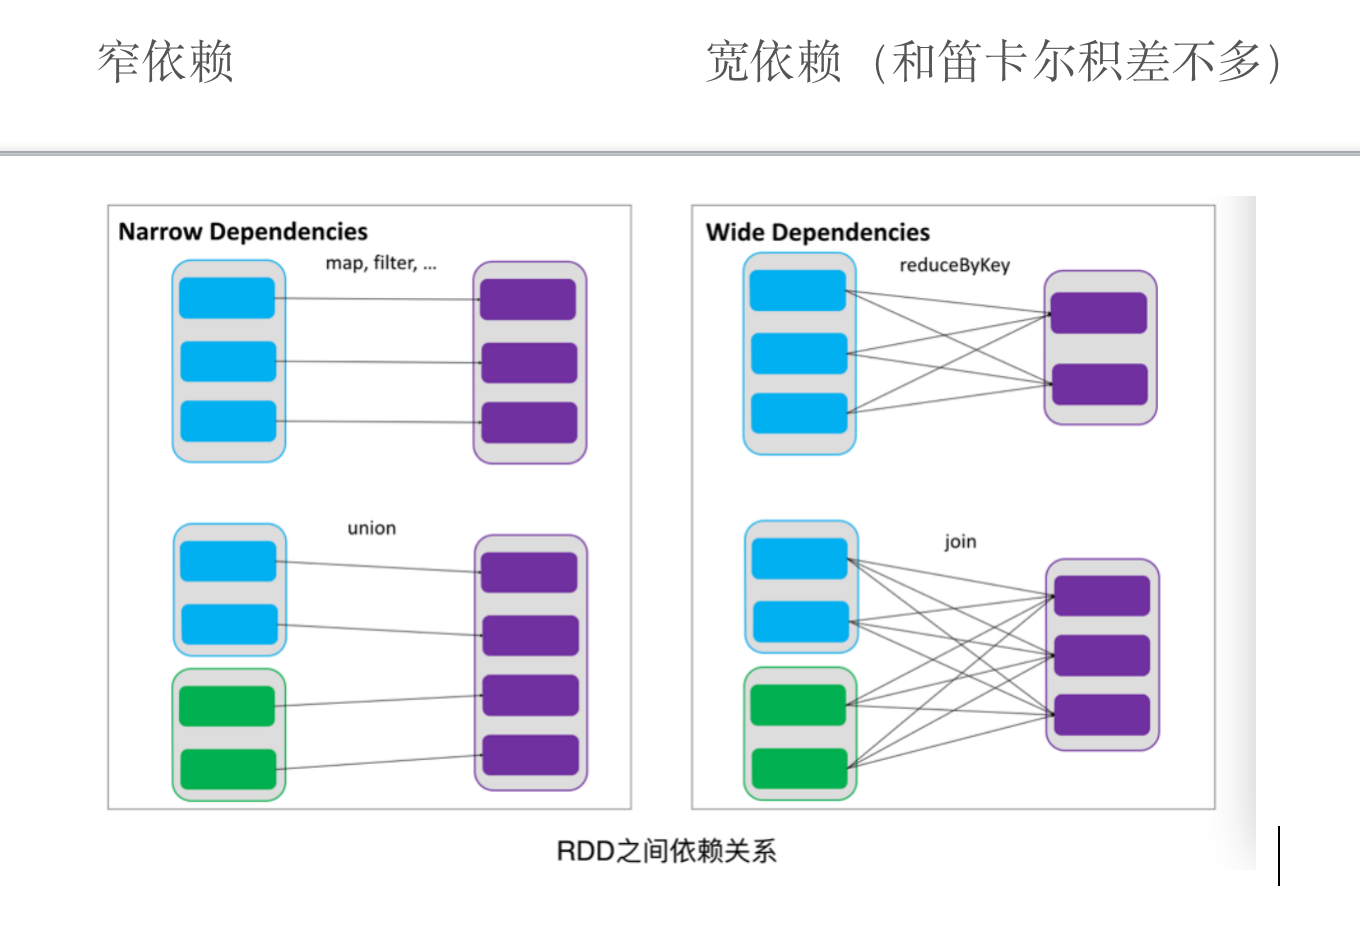 窄依赖
宽依赖（和笛卡尔积差不多）
Narrow Dependencies
map, filter, ...
union
Wide Dependencies
reduceByKey
join
RDD之间依赖关系